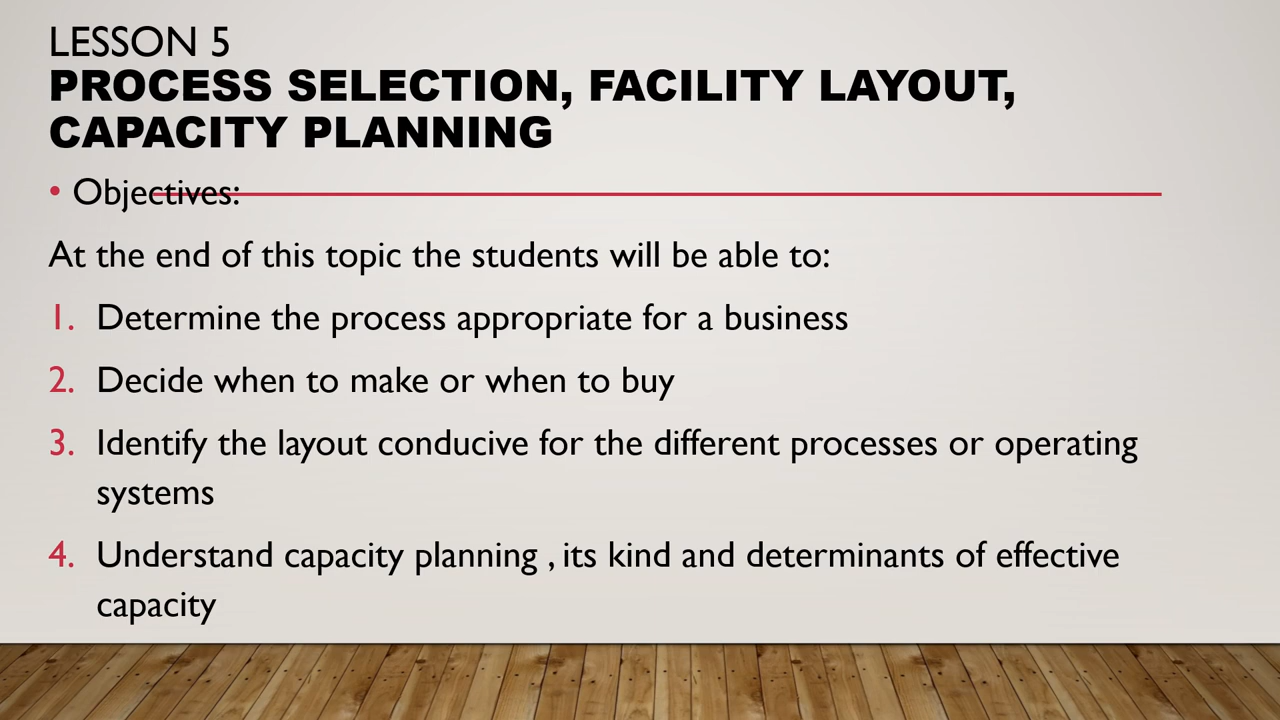 LESSON 5
PROCESS SELECTION, FACILITY LAYOUT,
CAPACITY PLANNING
• Objectives:
At the end of this topic the students will be able to:
1. Determine the process appropriate for a business
2. Decide when to make or when to buy
3. Identify the layout conducive for the different processes or operating
systems
4. Understand capacity planning , its kind and determinants of effective
capacity